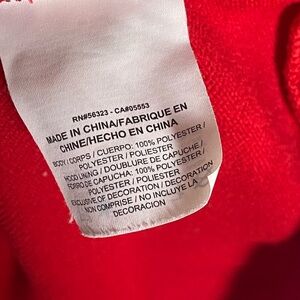 RN#56323 - CA#05553
MADE IN CHINA/FABRIQUE EN
CHINE/HECHO EN CHINA
BODY / CORPS / CUERPO: 100% POLYESTER /
POLYESTER / POLIESTER
HOOD LINING / DOUBLURE DE CAPUCHE /
FORRO DE CAPUCHA: 100% POLYESTER /
POLYESTER / POLIESTER
EXCLUSIVE OF DECORATION / DECORATION
NON COMPRISE / NO INCLUYE LA
DECORACION